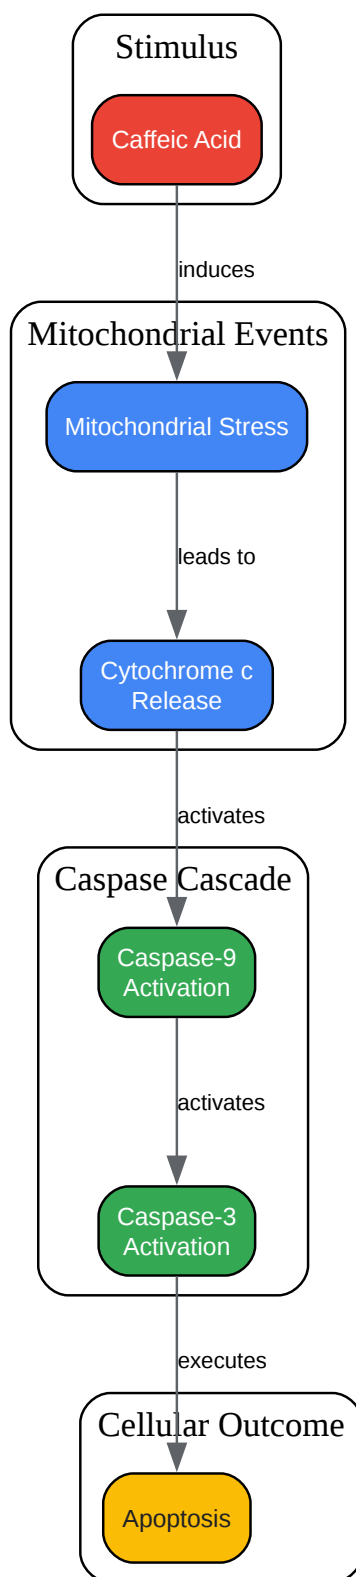 Stimulus
Caffeic Acid
induces
Mitochondrial Events
Mitochondrial Stress
leads to
Cytochrome c
Release
activates
Caspase Cascade
Caspase-9
Activation
activates
Caspase-3
Activation
executes
Cellular Outcome
Apoptosis